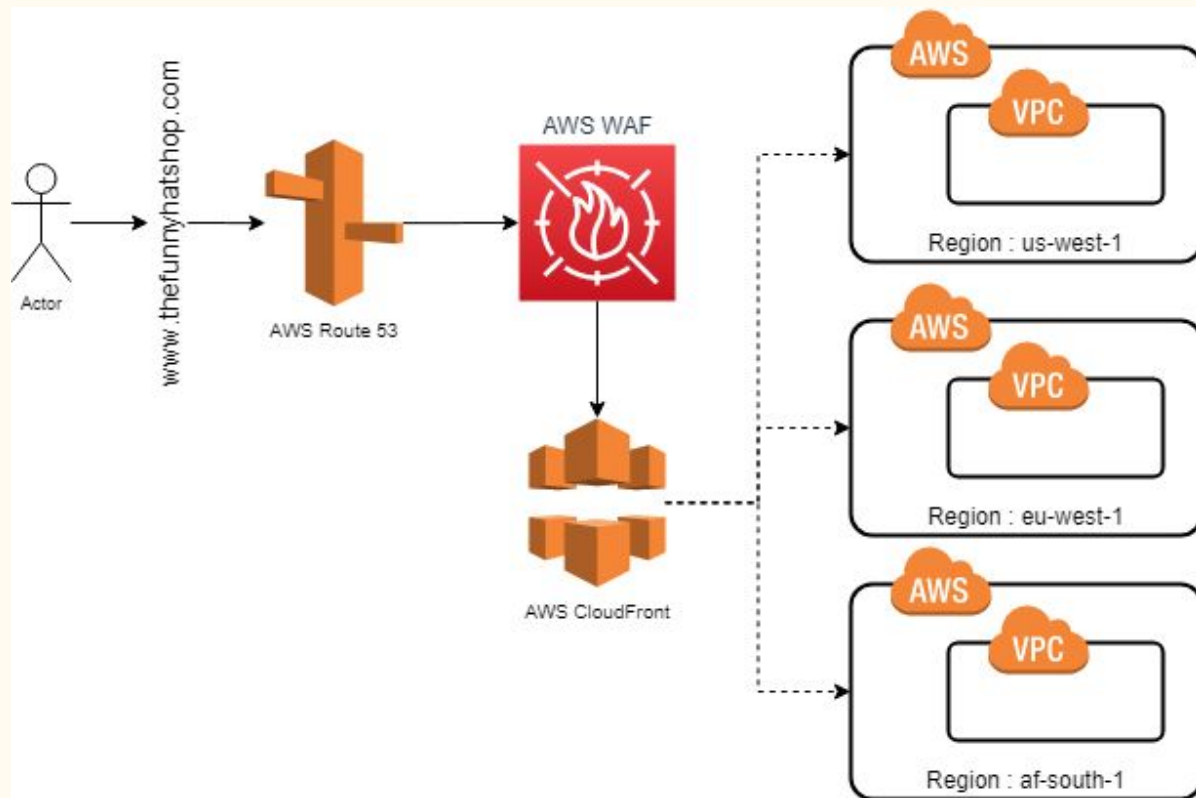 Actor
www.thefunnyhatshop.com
AWS Route 53
AWS WAF
AWS CloudFront
AWS
VPC
Region : us-west-1
AWS
VPC
Region : eu-west-1
AWS
VPC
Region : af-south-1